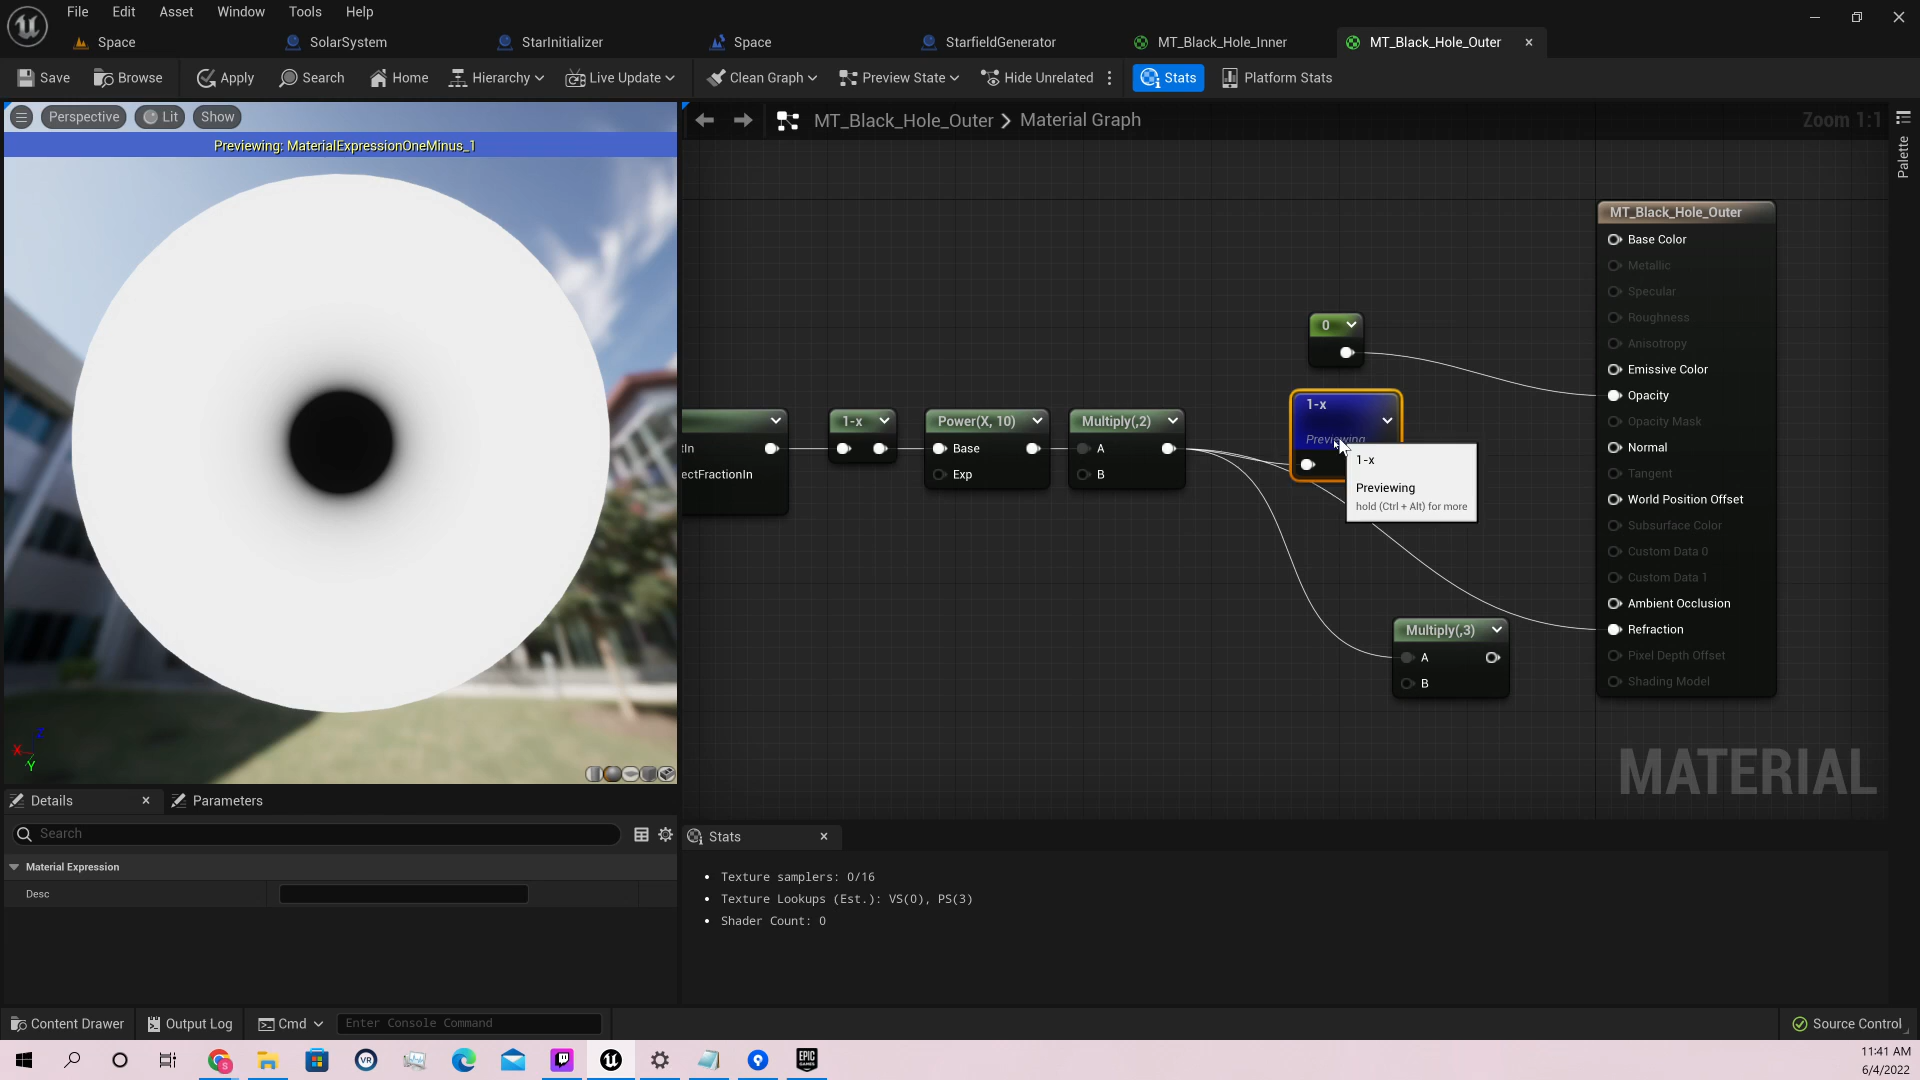 File Edit Asset Window Tools Help
Space SolarSystem StarInitializer Space StarfieldGenerator MT_Black_Hole_Inner MT_Black_Hole_Outer
Save Browse Apply Search Home Hierarchy Live Update Clean Graph Preview State Hide Unrelated Stats Platform Stats
Perspective Lit Show
Previewing: MaterialExpressionOneMinus_1
MT_Black_Hole_Outer > Material Graph
Zoom 1:1
Palette
MT_Black_Hole_Outer
Base Color
Metallic
Specular
Roughness
Anisotropy
Emissive Color
Opacity
Opacity Mask
Normal
Tangent
World Position Offset
Subsurface Color
Custom Data 0
Custom Data 1
Ambient Occlusion
Refraction
Pixel Depth Offset
Shading Model
0
1-x
Previewing
1-x
Previewing
hold (Ctrl + Alt) for more
tIn
ectFractionIn
1-x
Power(X, 10)
Base
Exp
Multiply(,2)
A
B
Multiply(,3)
A
B
MATERIAL
X Z Y
Details Parameters
Search
Material Expression
Desc
Stats
Texture samplers: 0/16
Texture Lookups (Est.): VS(0), PS(3)
Shader Count: 0
Content Drawer Output Log Cmd Enter Console Command Source Control
VR
EPIC GAMES
11:41 AM
6/4/2022